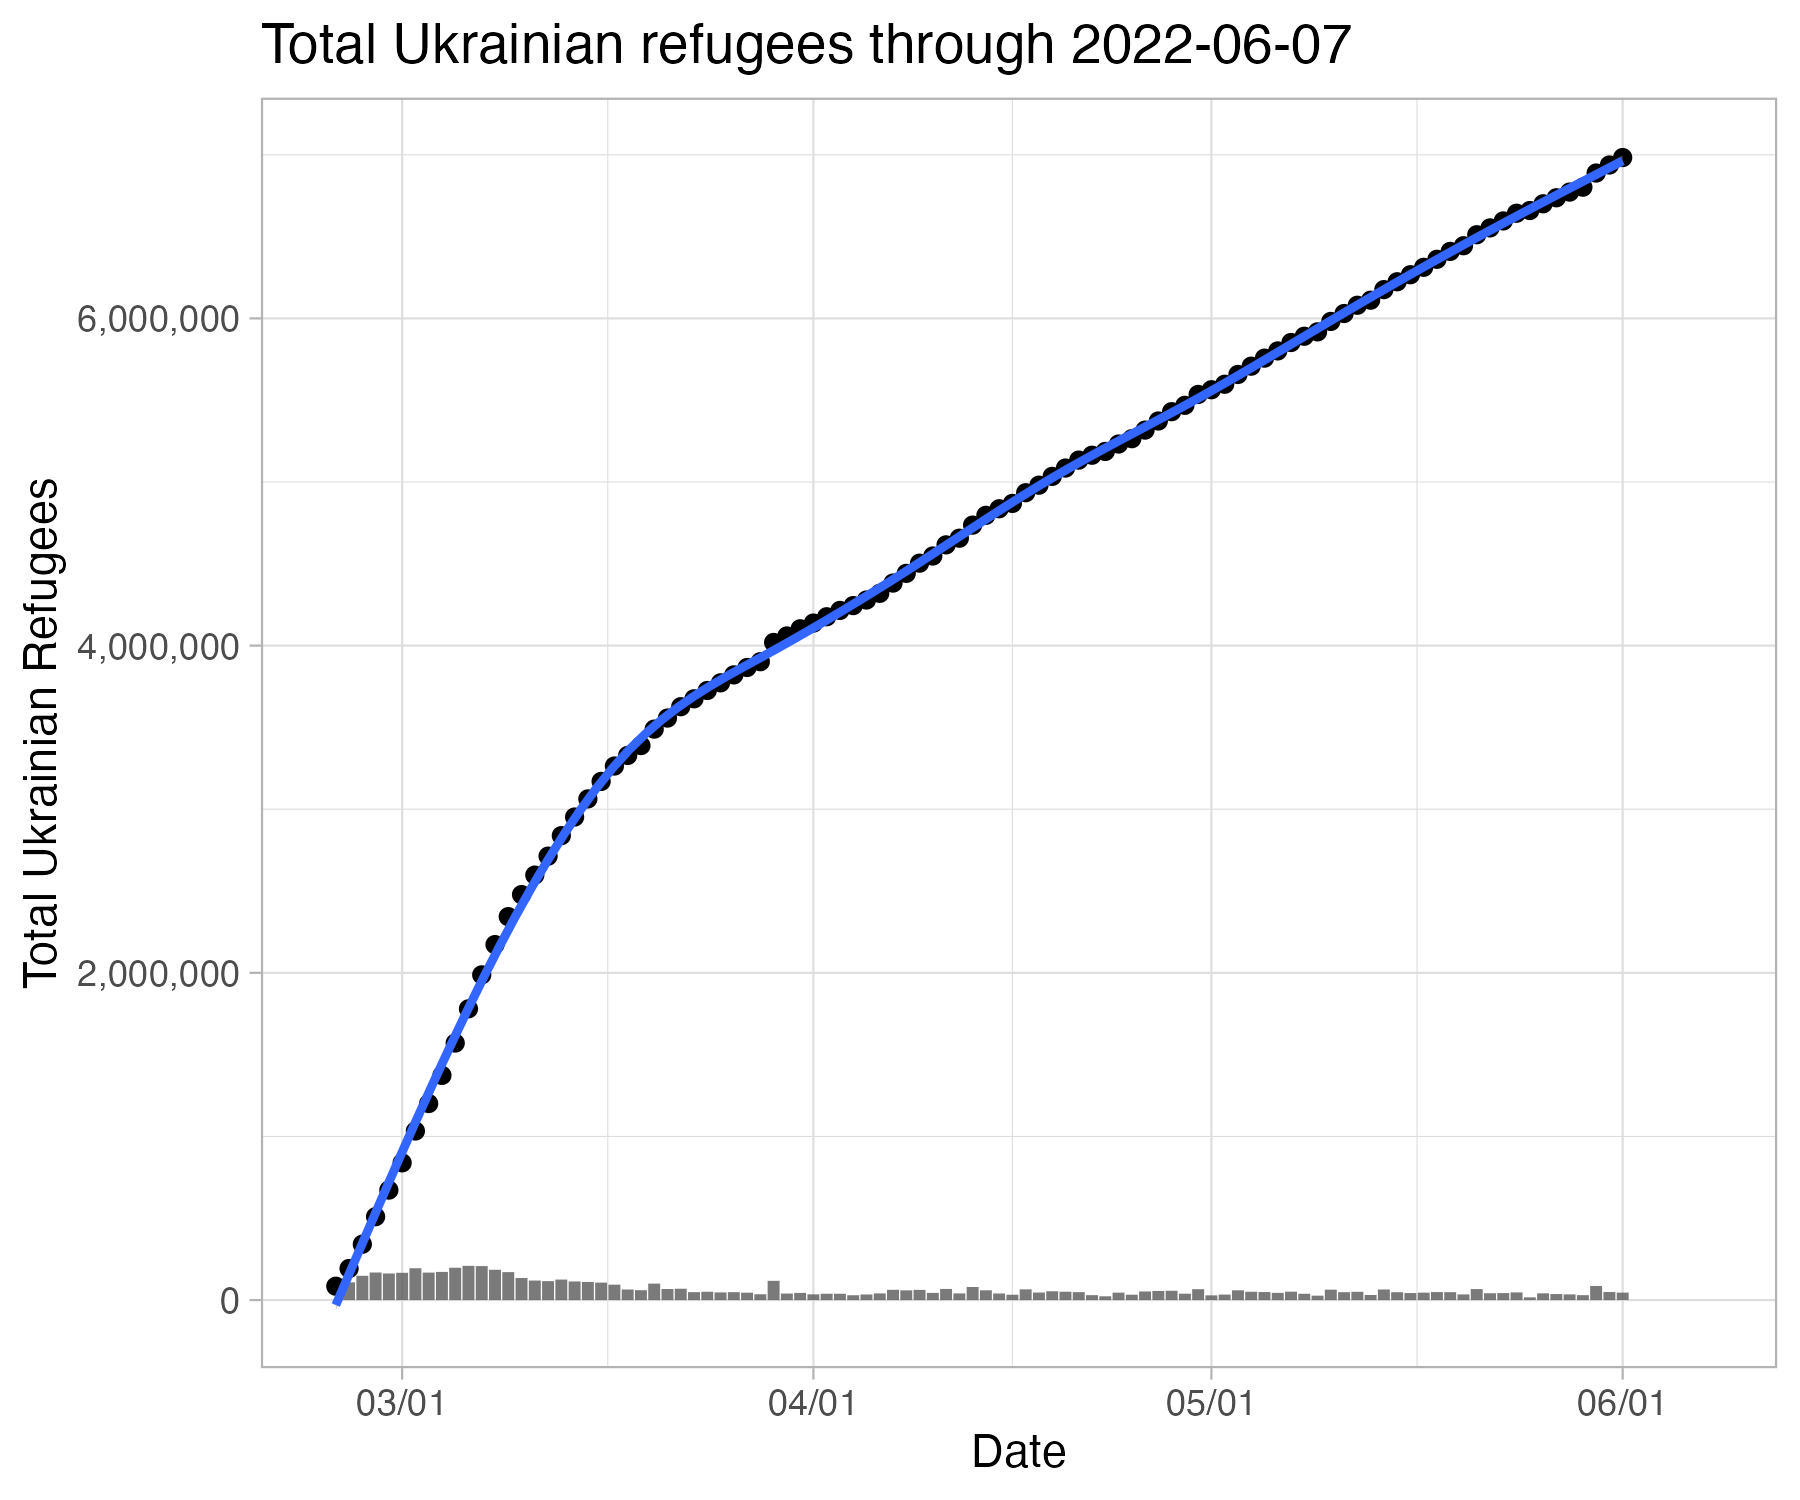 Total Ukrainian refugees through 2022-06-07
Total Ukrainian Refugees
6,000,000
4,000,000
2,000,000
0
03/01
04/01
05/01
06/01
Date